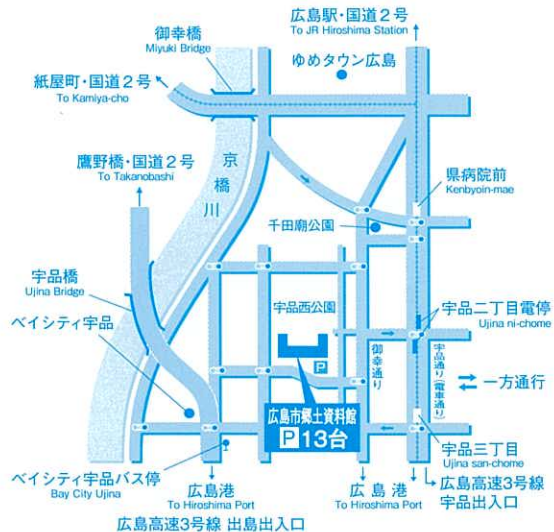 御幸橋
Miyuki Bridge
広島駅・国道2号
To JR Hiroshima Station
ゆめタウン広島
紙屋町・国道2号
To Kamiya-cho
鷹野橋・国道2号
To Takanobashi
京橋川
県病院前
Kenbyoin-mae
千田廟公園
宇品橋
Ujina Bridge
宇品西公園
宇品二丁目電停
Ujina ni-chome
ベイシティ宇品
御幸通り
宇品通り(電車通り)
一方通行
P
広島市郷土資料館
P13台
宇品三丁目
Ujina san-chome
ベイシティ宇品バス停
Bay City Ujina
広島港
To Hiroshima Port
広島港
To Hiroshima Port
広島高速3号線
宇品出入口
広島高速3号線 出島出入口